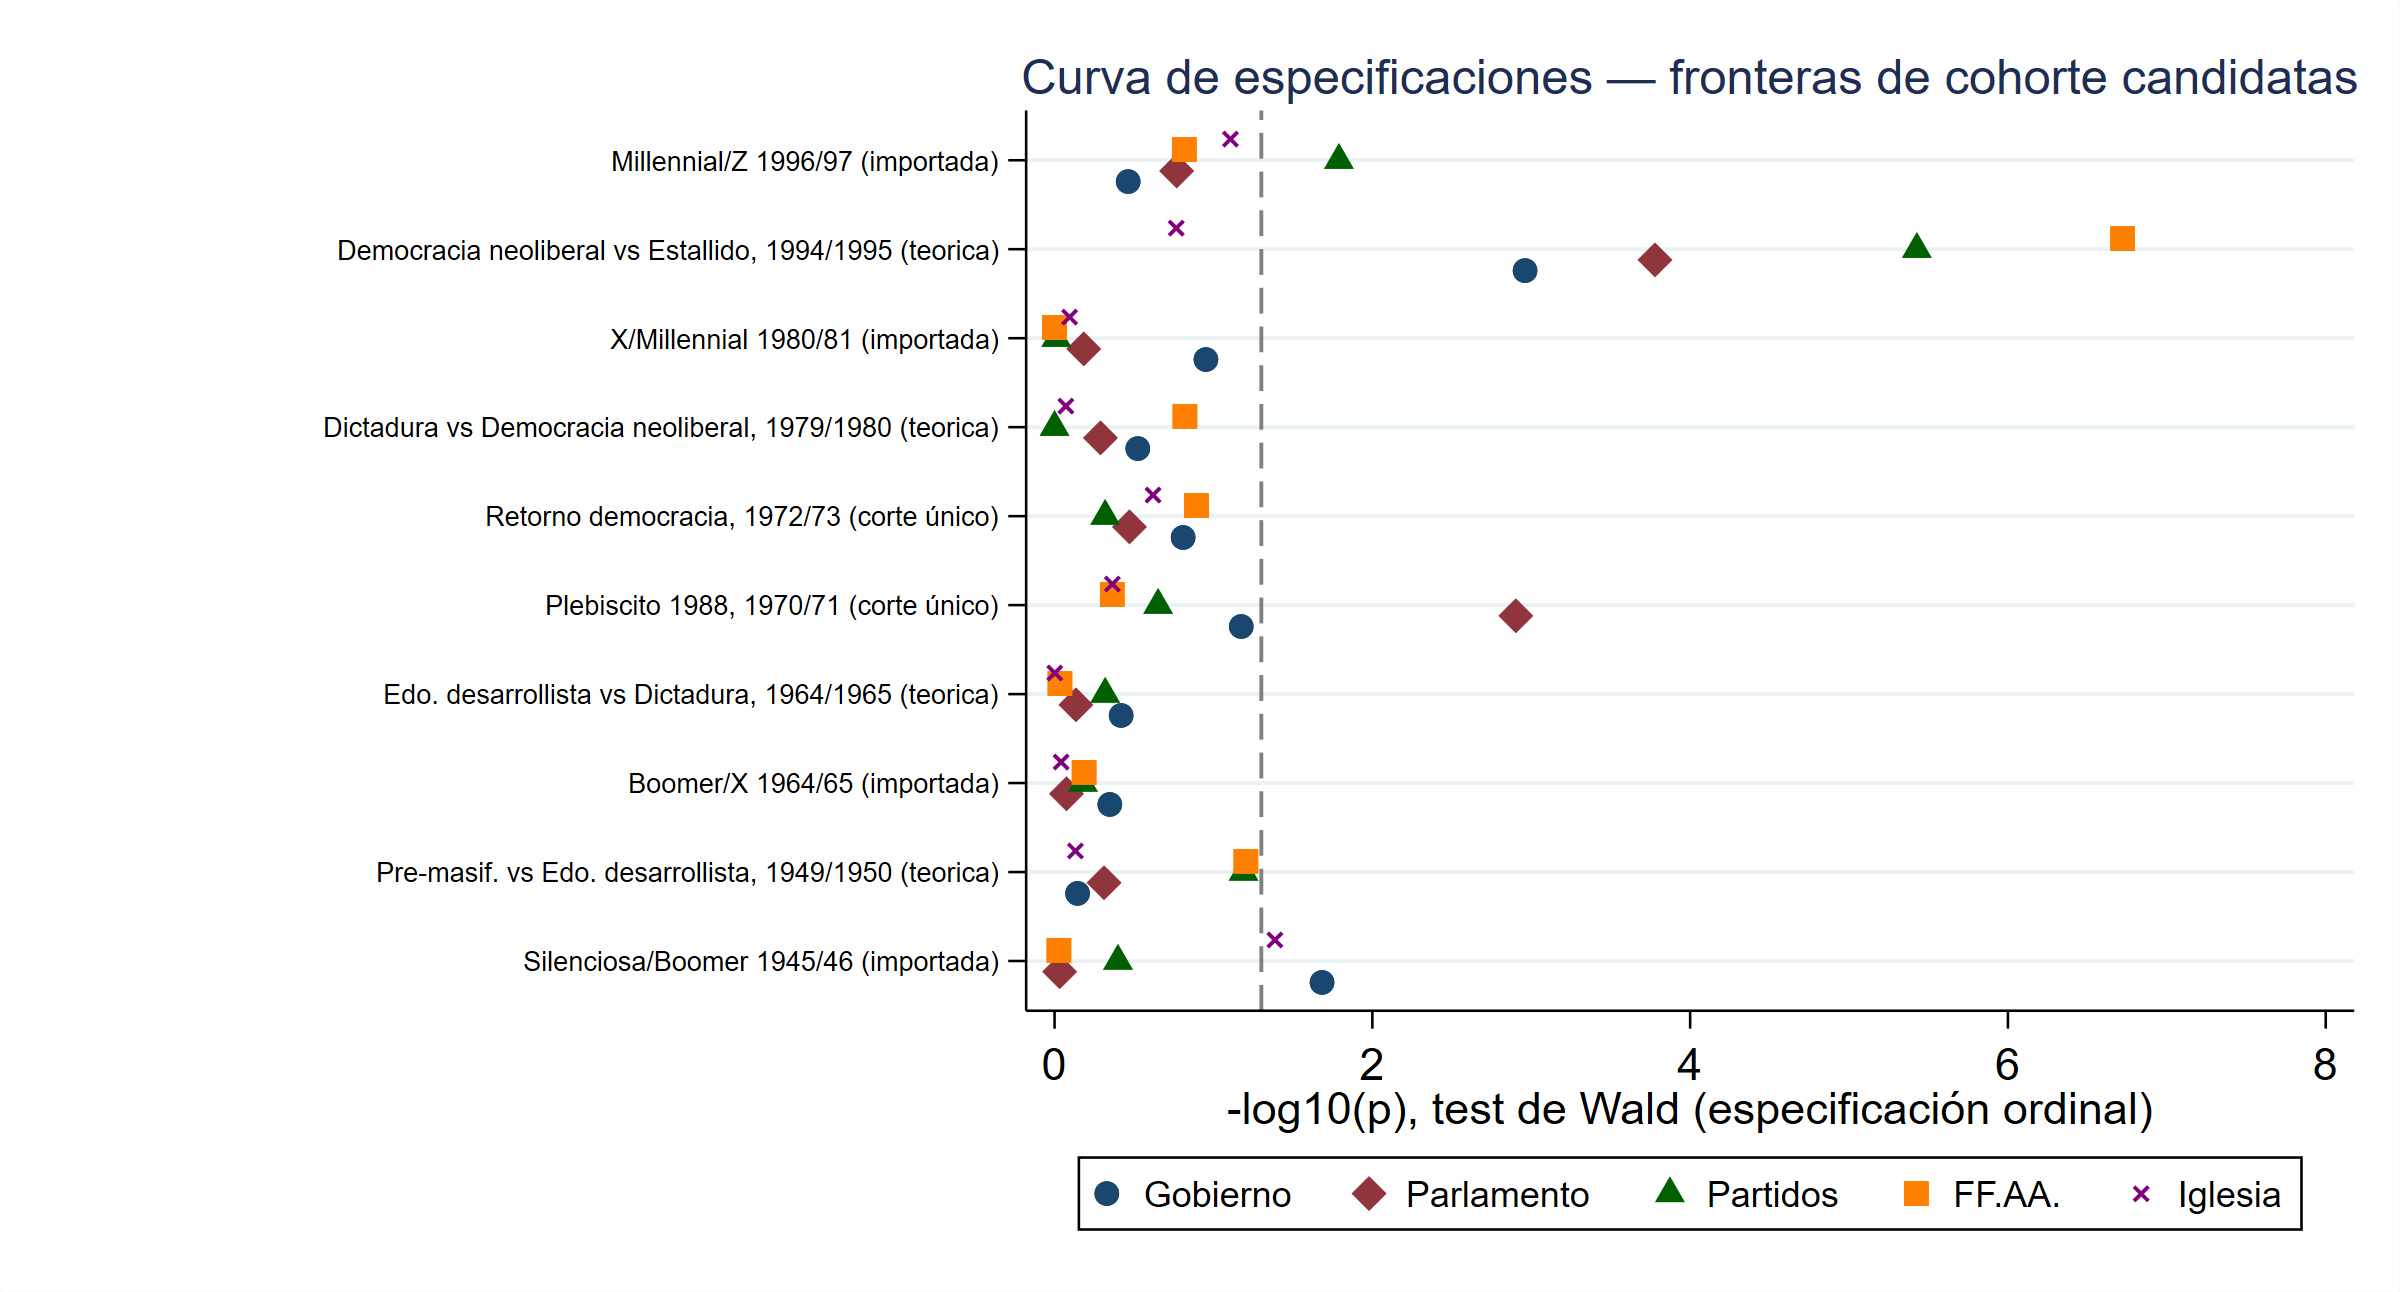 Curva de especificaciones — fronteras de cohorte candidatas
Millennial/Z 1996/97 (importada)
Democracia neoliberal vs Estallido, 1994/1995 (teorica)
X/Millennial 1980/81 (importada)
Dictadura vs Democracia neoliberal, 1979/1980 (teorica)
Retorno democracia, 1972/73 (corte único)
Plebiscito 1988, 1970/71 (corte único)
Edo. desarrollista vs Dictadura, 1964/1965 (teorica)
Boomer/X 1964/65 (importada)
Pre-masif. vs Edo. desarrollista, 1949/1950 (teorica)
Silenciosa/Boomer 1945/46 (importada)
0 2 4 6 8
-log10(p), test de Wald (especificación ordinal)
Gobierno Parlamento Partidos FF.AA. Iglesia